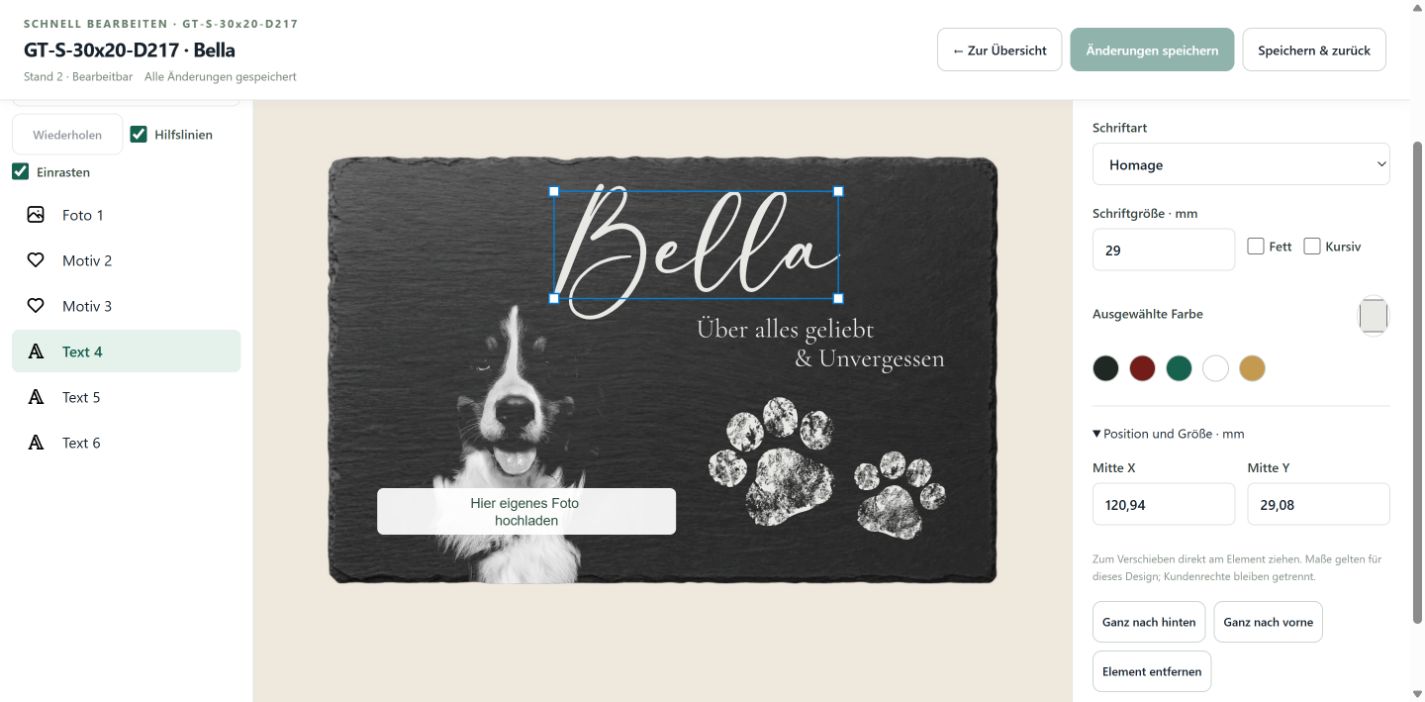 SCHNELL BEARBEITEN · GT-S-30x20-D217
GT-S-30x20-D217 · Bella
Stand 2 · Bearbeitbar Alle Änderungen gespeichert
← Zur Übersicht
Änderungen speichern
Speichern & zurück
Wiederholen
Hilfslinien
Einrasten
Foto 1
Motiv 2
Motiv 3
Text 4
Text 5
Text 6
Bella
Über alles geliebt
& Unvergessen
Hier eigenes Foto
hochladen
Schriftart
Homage
Schriftgröße · mm
29
Fett
Kursiv
Ausgewählte Farbe
Position und Größe · mm
Mitte X
Mitte Y
120,94
29,08
Zum Verschieben direkt am Element ziehen. Maße gelten für
dieses Design; Kundenrechte bleiben getrennt.
Ganz nach hinten
Ganz nach vorne
Element entfernen